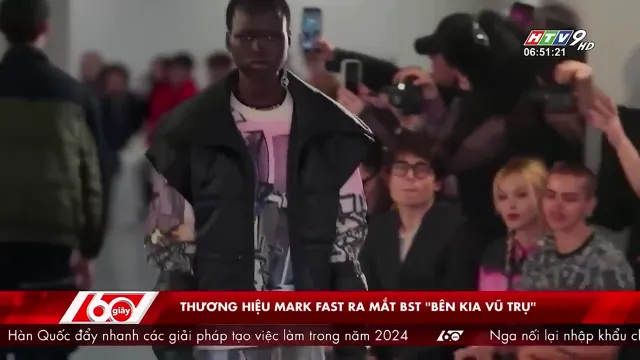 HTV9 HD
06:51:21
60 giây
THƯƠNG HIỆU MARK FAST RA MẮT BST "BÊN KIA VŨ TRỤ"
Hàn Quốc đẩy nhanh các giải pháp tạo việc làm trong năm 2024 60 Nga nối lại nhập khẩu c